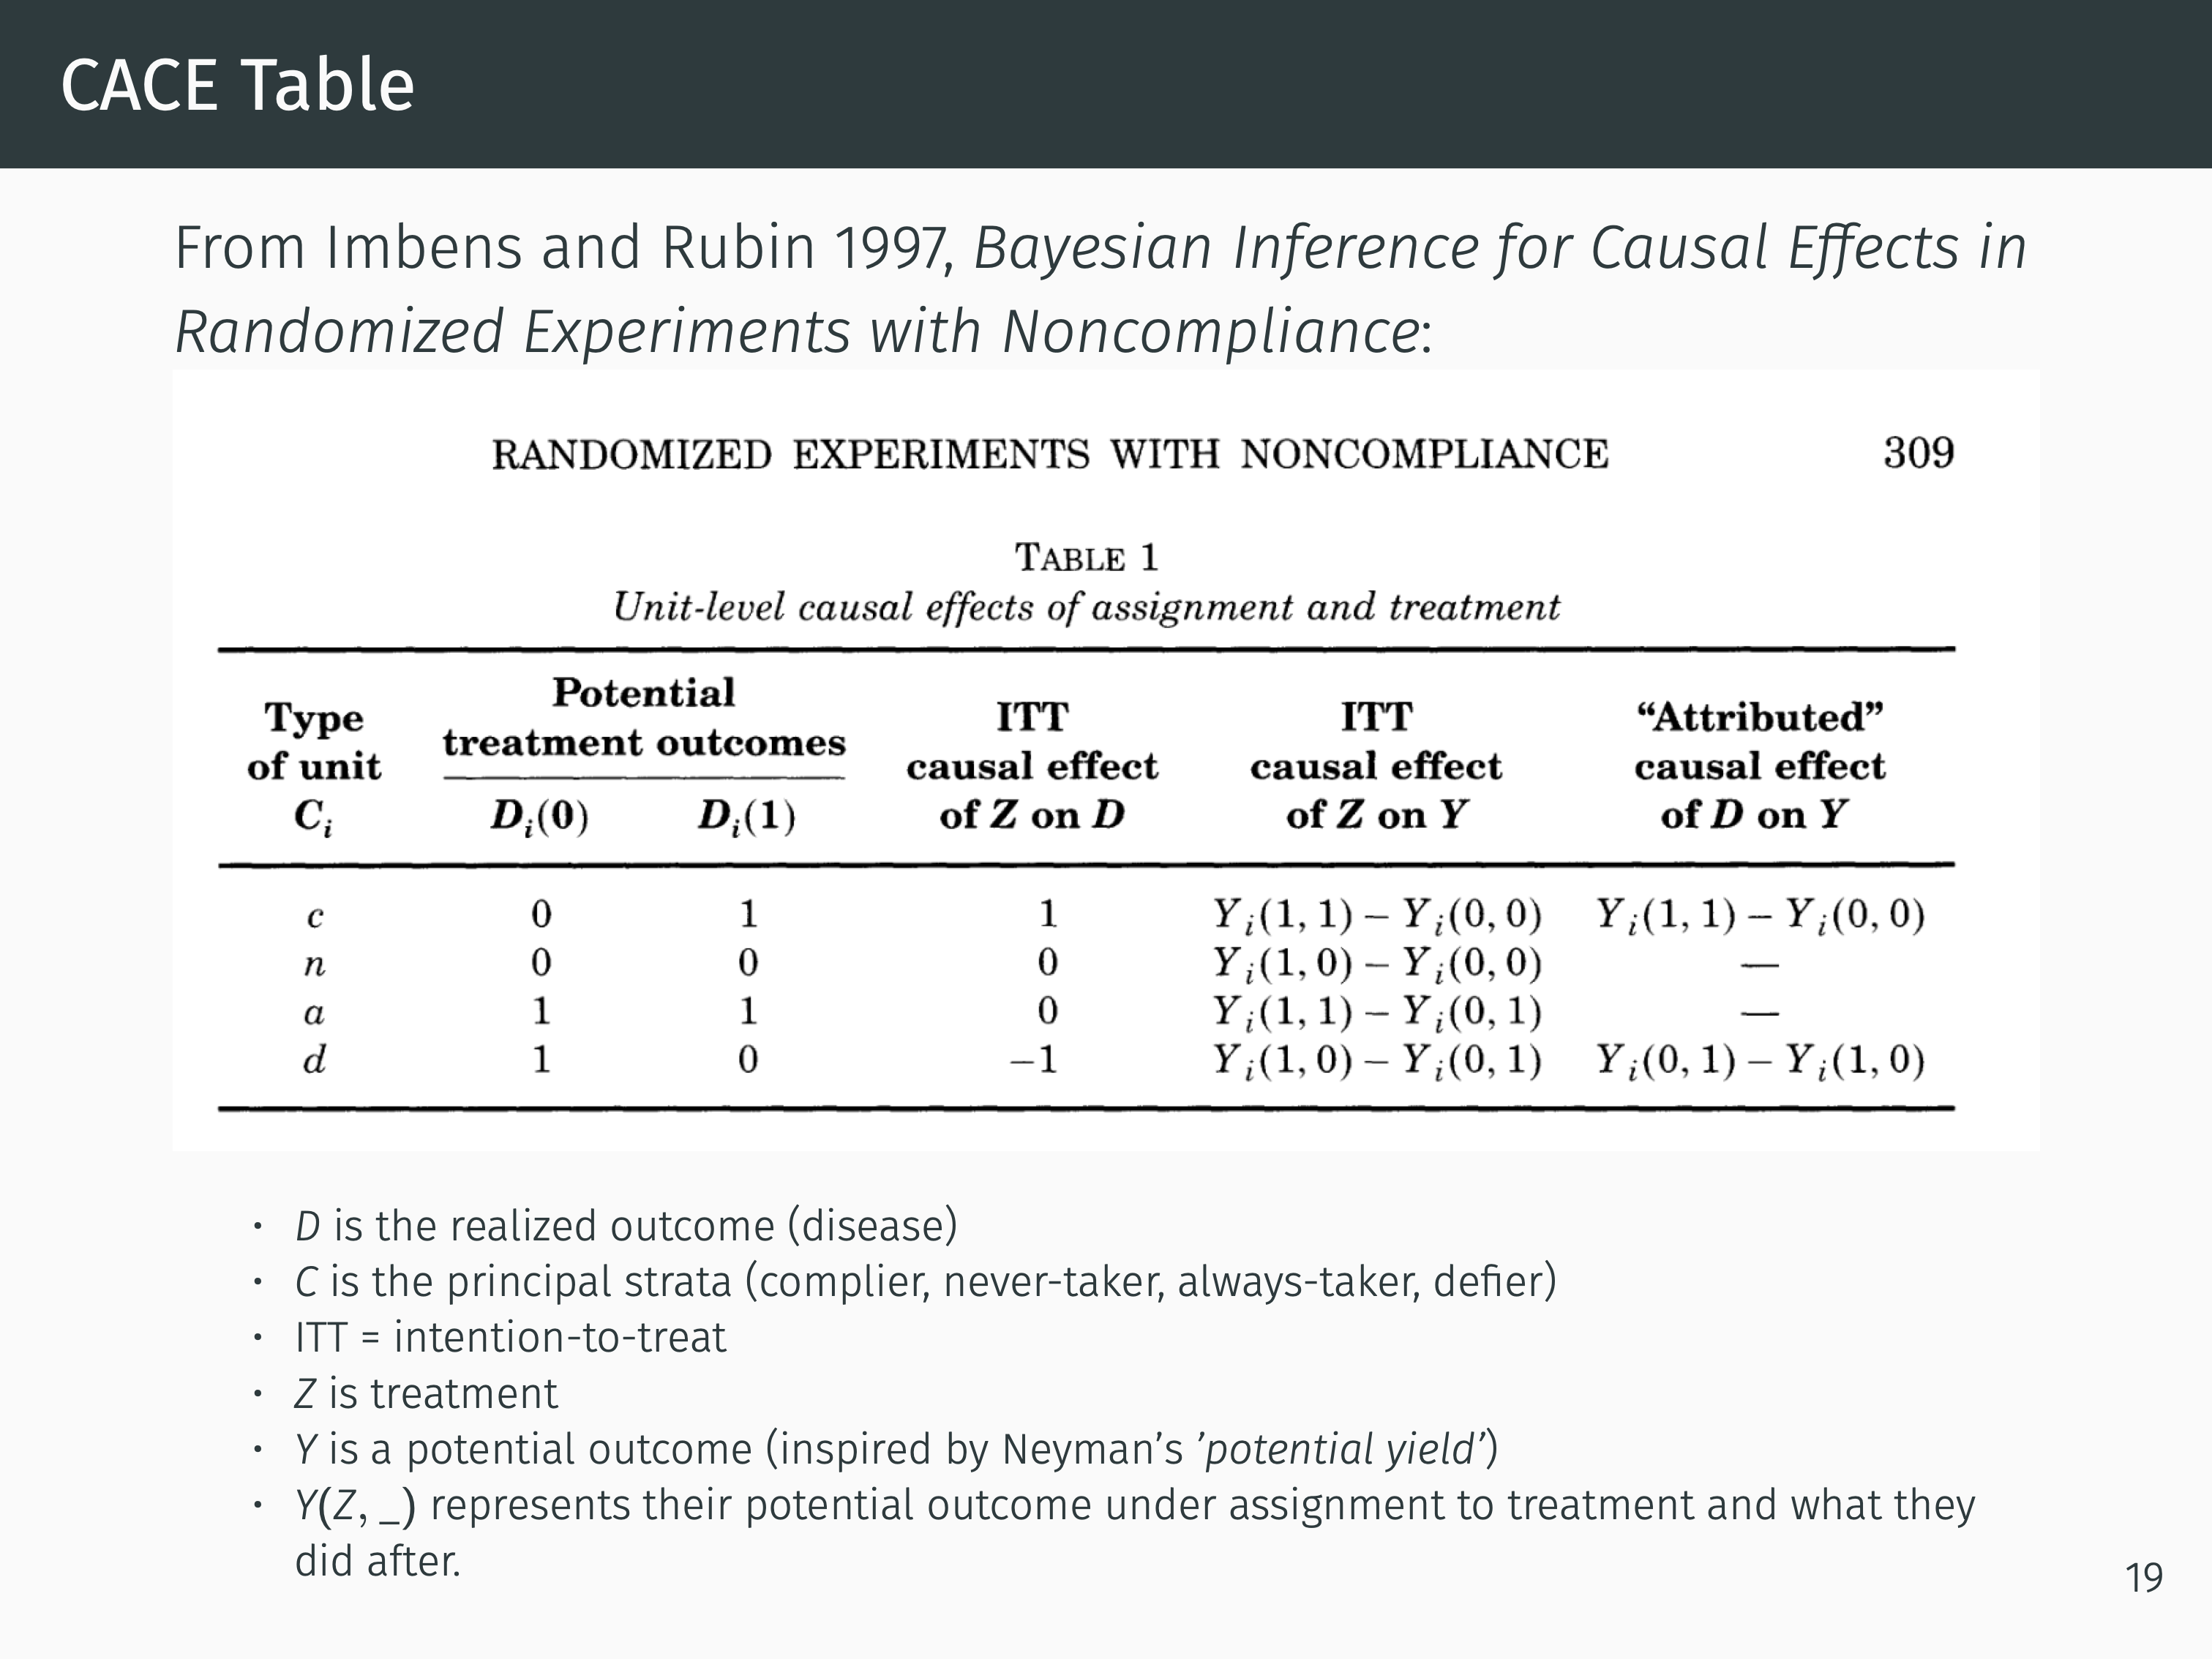 CACE Table
From Imbens and Rubin 1997, Bayesian Inference for Causal Effects in
Randomized Experiments with Noncompliance:
RANDOMIZED EXPERIMENTS WITH NONCOMPLIANCE 309
TABLE 1
Unit-level causal effects of assignment and treatment
Type of unit C_i | Potential treatment outcomes D_i(0) D_i(1) | ITT causal effect of Z on D | ITT causal effect of Z on Y | “Attributed” causal effect of D on Y
c 0 1 1 Y_i(1, 1) − Y_i(0, 0) Y_i(1, 1) − Y_i(0, 0)
n 0 0 0 Y_i(1, 0) − Y_i(0, 0) —
a 1 1 0 Y_i(1, 1) − Y_i(0, 1) —
d 1 0 −1 Y_i(1, 0) − Y_i(0, 1) Y_i(0, 1) − Y_i(1, 0)
• D is the realized outcome (disease)
• C is the principal strata (complier, never-taker, always-taker, defier)
• ITT = intention-to-treat
• Z is treatment
• Y is a potential outcome (inspired by Neyman’s ’potential yield’)
• Y(Z, _) represents their potential outcome under assignment to treatment and what they
did after.
19